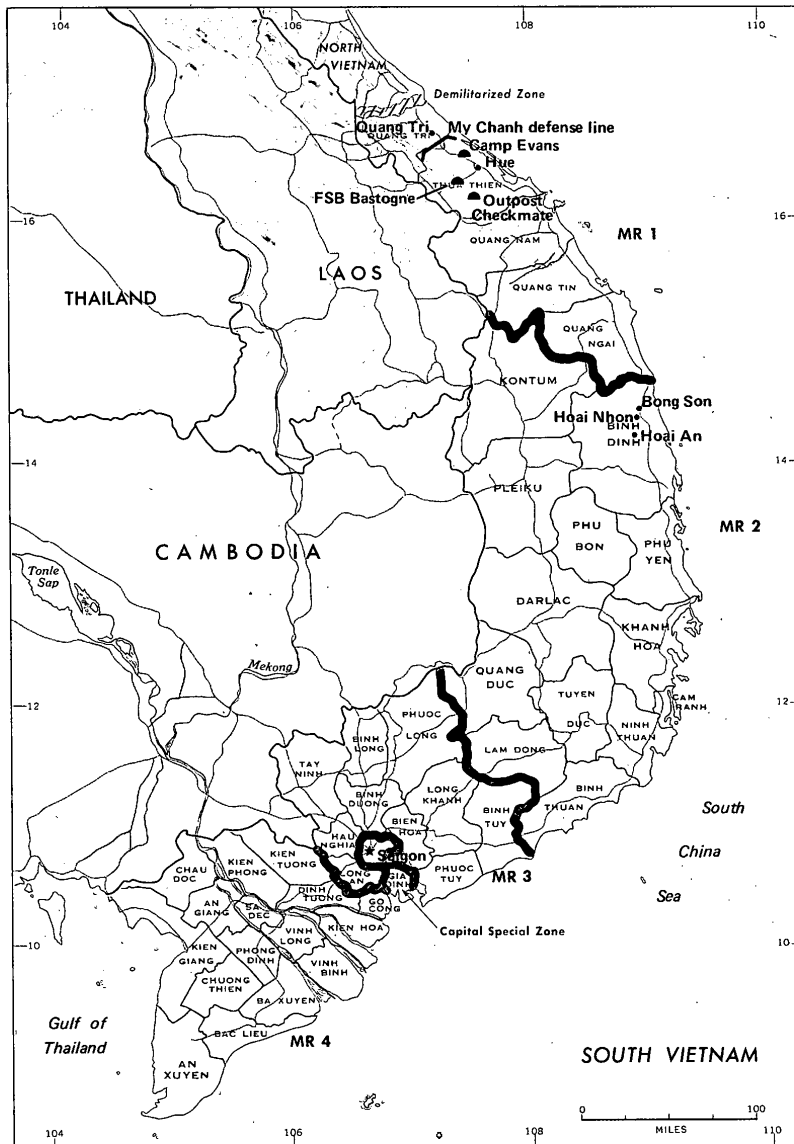 104
106
108
110
NORTH
VIETNAM
Demilitarized Zone
Quang Tri
QUANG TRI
My Chanh defense line
Camp Evans
Hue
THUA THIEN
FSB Bastogne
Outpost
Checkmate
16
16
QUANG NAM
MR 1
LAOS
THAILAND
QUANG TIN
QUANG
NGAI
KONTUM
Bong Son
Hoai Nhon
BINH
DINH
Hoai An
14
14
PLEIKU
PHU
BON
PHU
YEN
MR 2
CAMBODIA
Tonle
Sap
DARLAC
KHANH
HOA
Mekong
QUANG
DUC
TUYEN
DUC
CAM
RANH
NINH
THUAN
12
12
PHUOC
LONG
BINH
LONG
LAM DONG
TAY
NINH
BINH
DUONG
LONG
KHANH
BINH
TUY
BINH
THUAN
BIEN
HOA
HAU
NGHIA
Saigon
South
China
Sea
MR 3
PHUOC
TUY
LONG
AN
GIA
DINH
CHAU
DOC
KIEN
PHONG
KIEN
TUONG
DINH
TUONG
GO
CONG
Capital Special Zone
AN
GIANG
SA
DEC
VINH
LONG
KIEN HOA
10
10
KIEN
GIANG
PHONG
DINH
VINH
BINH
CHUONG
THIEN
BA XUYEN
BAC LIEU
MR 4
AN
XUYEN
Gulf of
Thailand
SOUTH VIETNAM
0
100
MILES
104
106
108
110